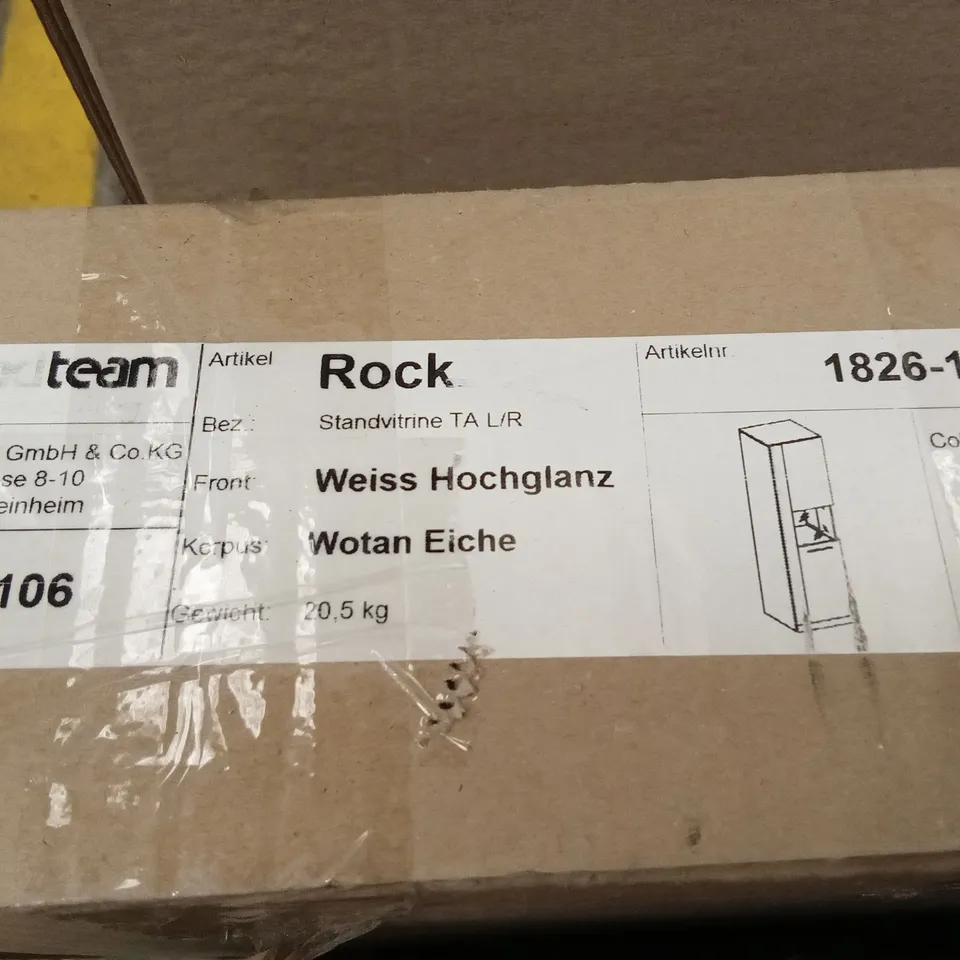 team
GmbH & Co.KG
se 8-10
einheim
106
Artikel Rock
Bez.: Standvitrine TA L/R
Front: Weiss Hochglanz
Korpus: Wotan Eiche
Gewicht: 20,5 kg
Artikelnr. 1826-1
Co